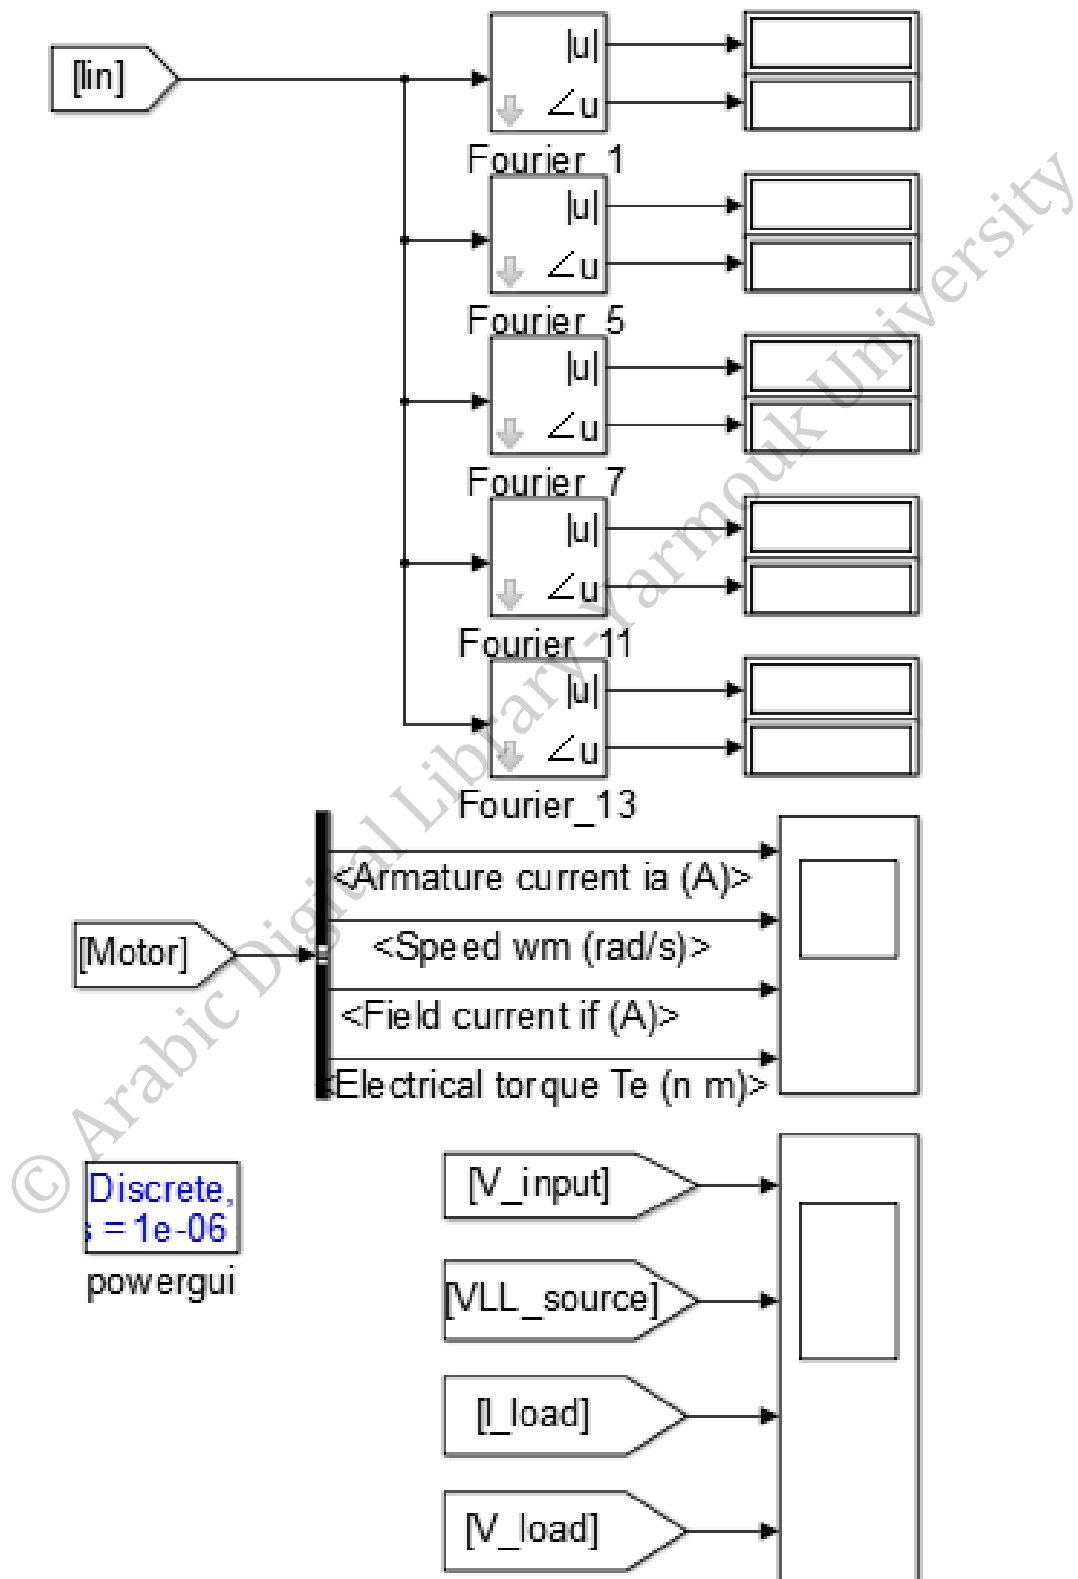 [Iin]
|u|
∠u
Fourier_1
|u|
∠u
Fourier_5
|u|
∠u
Fourier_7
|u|
∠u
Fourier_11
|u|
∠u
Fourier_13
<Armature current ia (A)>
[Motor]
<Speed wm (rad/s)>
<Field current if (A)>
<Electrical torque Te (n m)>
Discrete,
s = 1e-06
powergui
[V_input]
[VLL_source]
[I_load]
[V_load]
© Arabic Digital Library-Yarmouk University